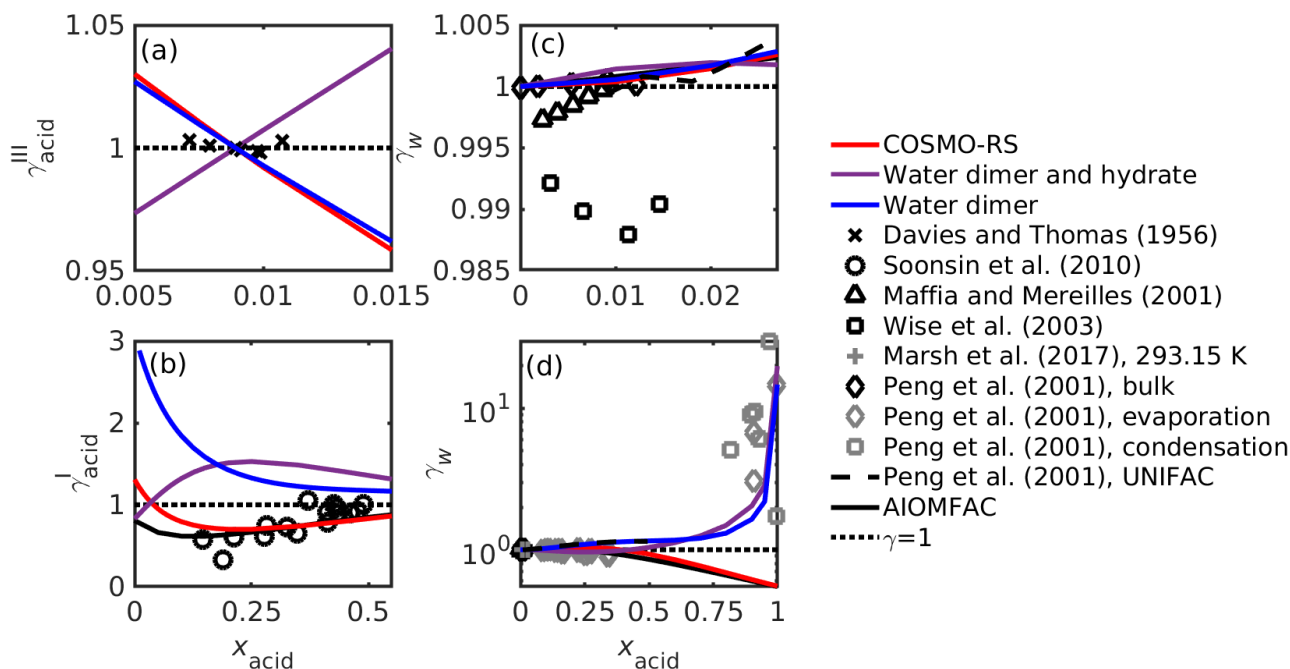 1.05
(a)
1
0.95
γ^III_acid
0.005 0.01 0.015
1.005
(c)
1
0.995
0.99
0.985
γ_w
0 0.01 0.02
3
(b)
2
1
0
γ^I_acid
0 0.25 0.5
x_acid
(d)
10^1
10^0
γ_w
0 0.25 0.5 0.75 1
x_acid
COSMO-RS
Water dimer and hydrate
Water dimer
Davies and Thomas (1956)
Soonsin et al. (2010)
Maffia and Mereilles (2001)
Wise et al. (2003)
Marsh et al. (2017), 293.15 K
Peng et al. (2001), bulk
Peng et al. (2001), evaporation
Peng et al. (2001), condensation
Peng et al. (2001), UNIFAC
AIOMFAC
γ=1